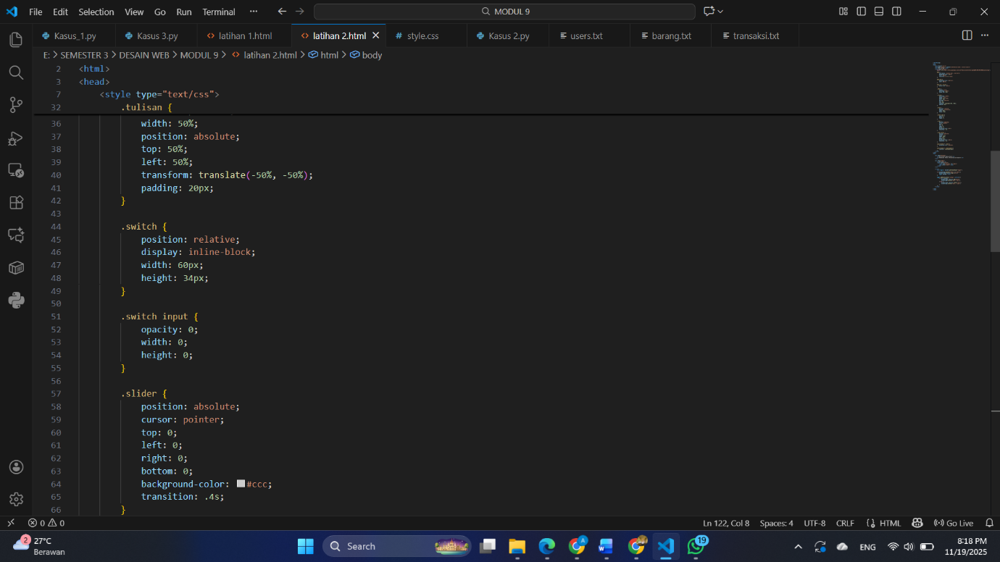 File Edit Selection View Go Run Terminal ··· MODUL 9
Kasus_1.py Kasus 3.py latihan 1.html latihan 2.html style.css Kasus 2.py users.txt barang.txt transaksi.txt
E: > SEMESTER 3 > DESAIN WEB > MODUL 9 > latihan 2.html > html > body
2 <html>
3 <head>
7 <style type="text/css">
32 .tulisan {
36 width: 50%;
37 position: absolute;
38 top: 50%;
39 left: 50%;
40 transform: translate(-50%, -50%);
41 padding: 20px;
42 }
43
44 .switch {
45 position: relative;
46 display: inline-block;
47 width: 60px;
48 height: 34px;
49 }
50
51 .switch input {
52 opacity: 0;
53 width: 0;
54 height: 0;
55 }
56
57 .slider {
58 position: absolute;
59 cursor: pointer;
60 top: 0;
61 left: 0;
62 right: 0;
63 bottom: 0;
64 background-color: #ccc;
65 transition: .4s;
66 }
0 0 Ln 122, Col 8 Spaces: 4 UTF-8 CRLF {} HTML Go Live
2 27°C
Berawan
Search
A
19
ENG
8:18 PM
11/19/2025